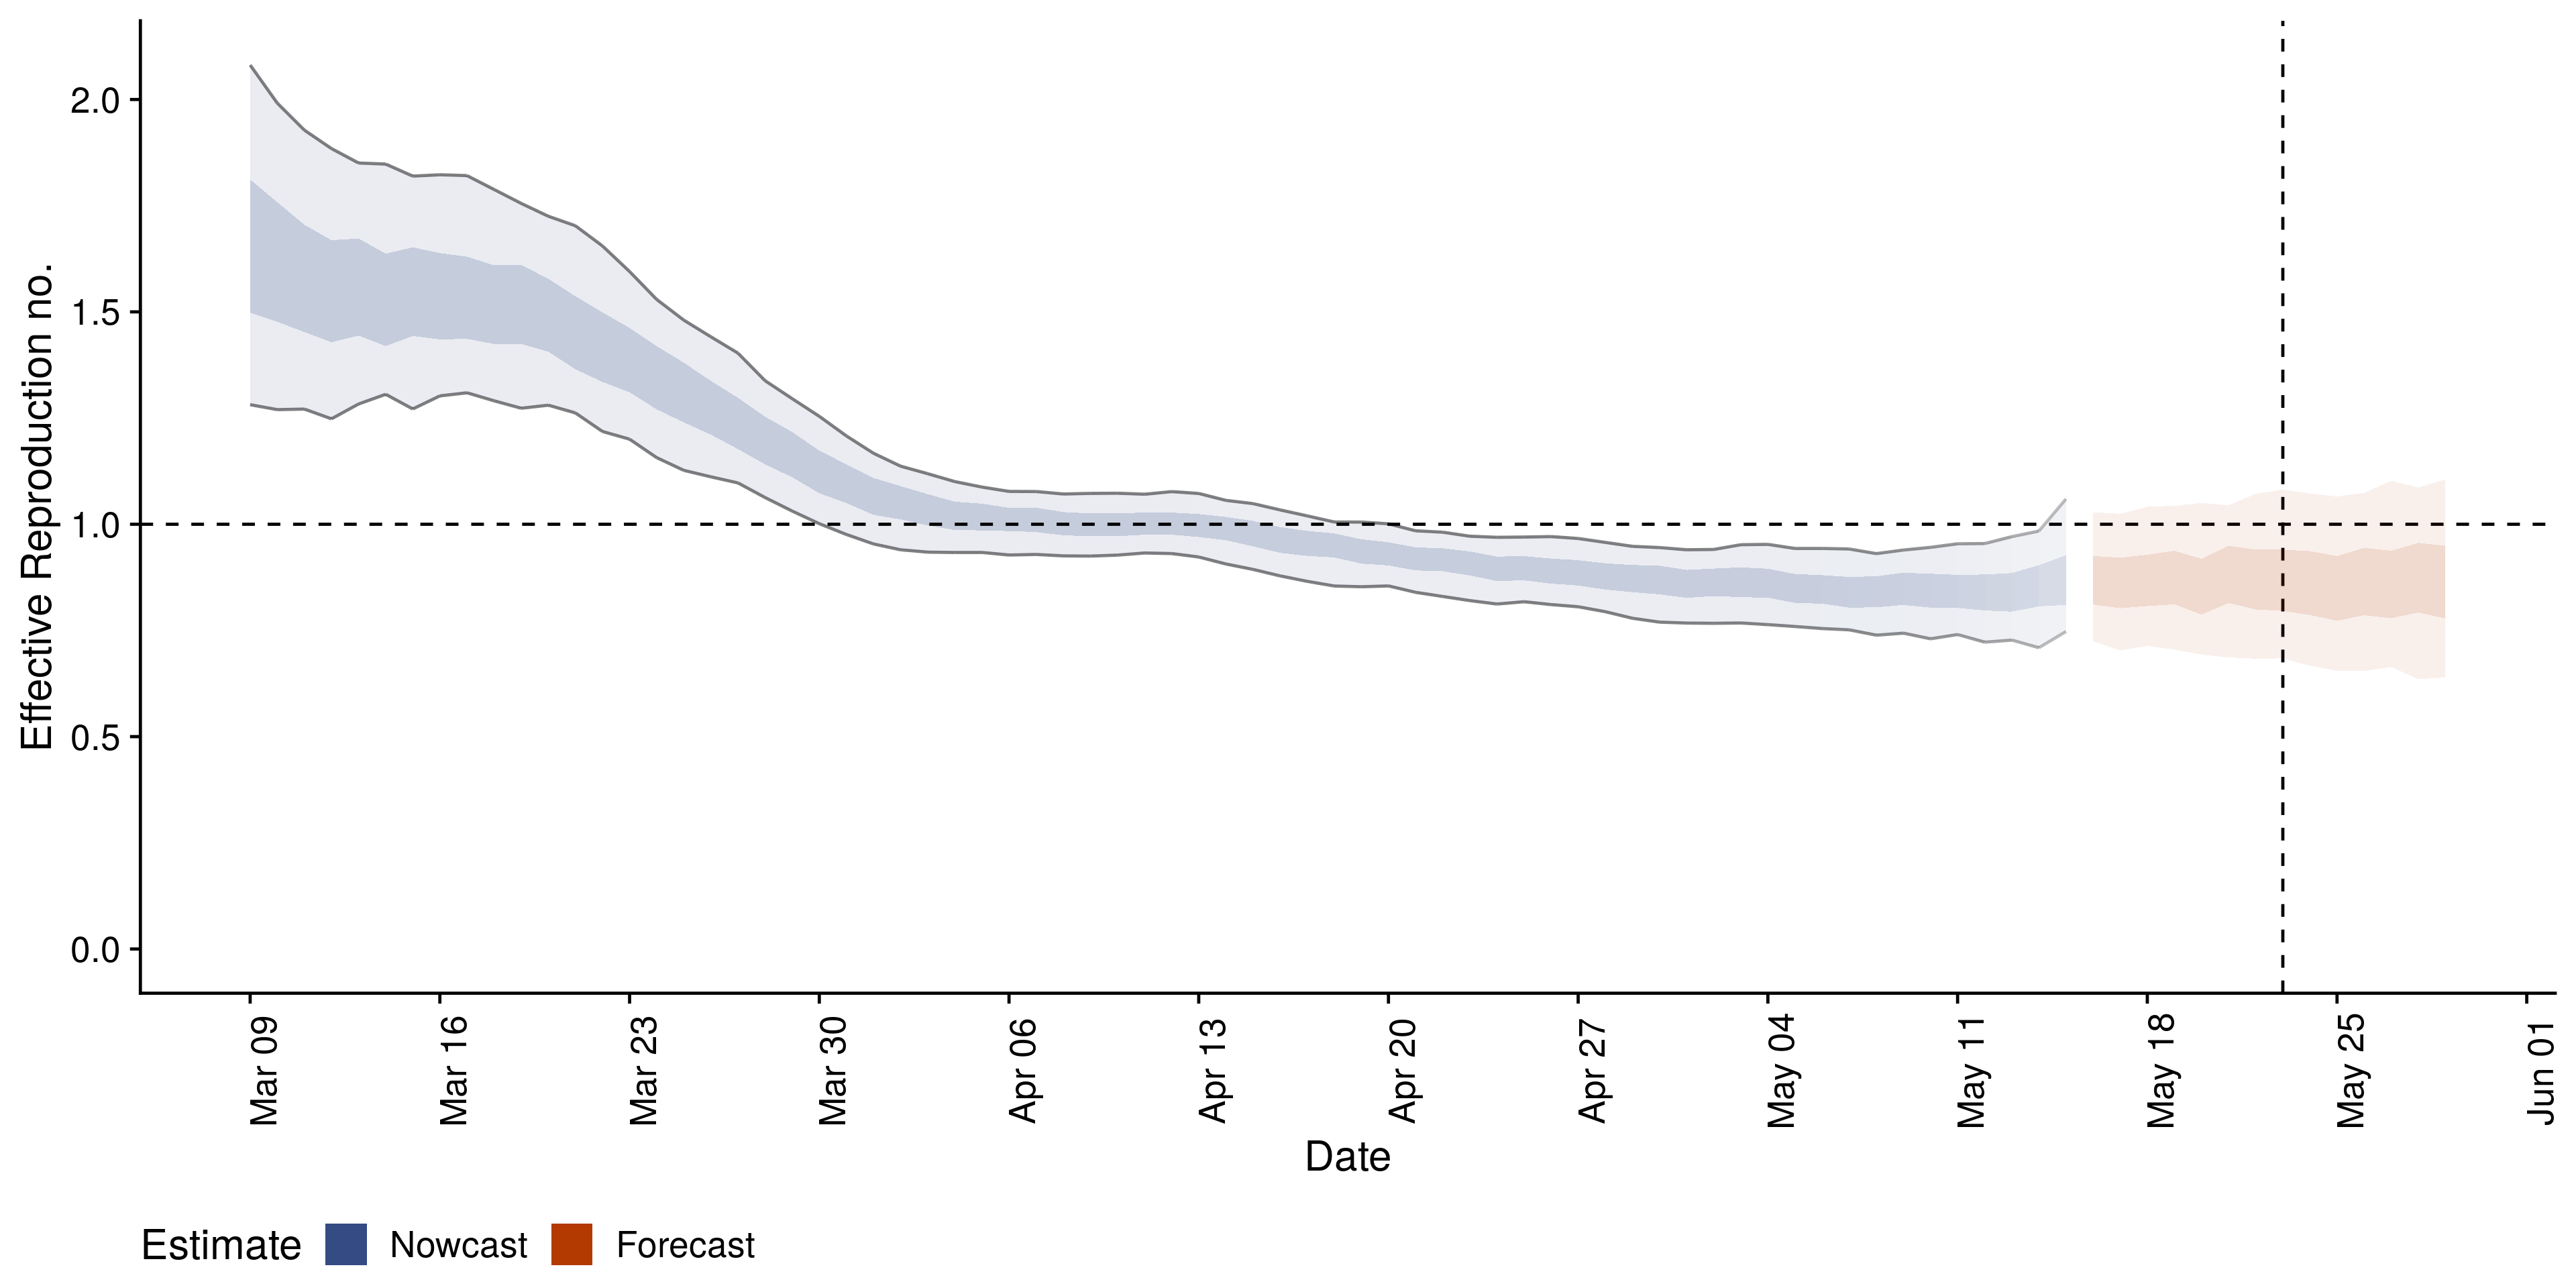 Effective Reproduction no.
2.0
1.5
1.0
0.5
0.0
Mar 09
Mar 16
Mar 23
Mar 30
Apr 06
Apr 13
Apr 20
Apr 27
May 04
May 11
May 18
May 25
Jun 01
Date
Estimate Nowcast Forecast